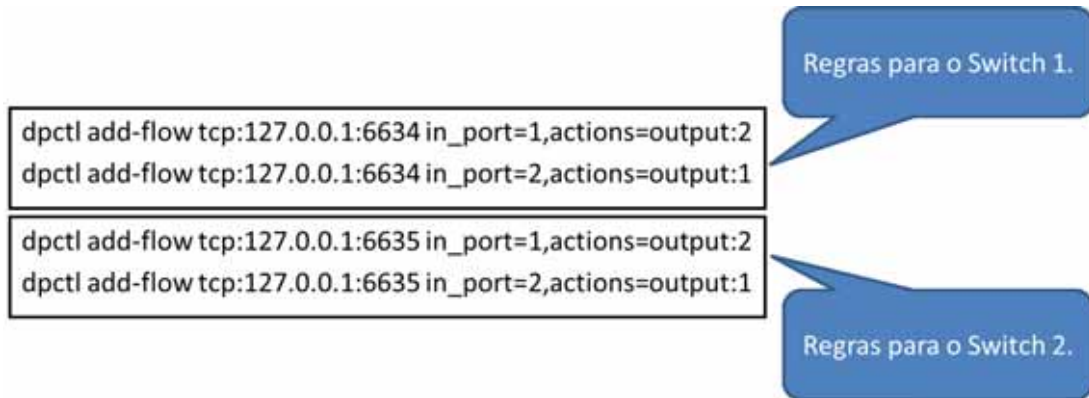 Regras para o Switch 1.
dpctl add-flow tcp:127.0.0.1:6634 in_port=1,actions=output:2
dpctl add-flow tcp:127.0.0.1:6634 in_port=2,actions=output:1
dpctl add-flow tcp:127.0.0.1:6635 in_port=1,actions=output:2
dpctl add-flow tcp:127.0.0.1:6635 in_port=2,actions=output:1
Regras para o Switch 2.